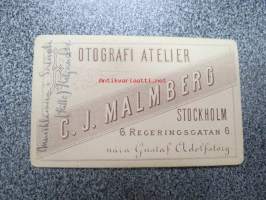 OTOGRAFI ATELIER
C. J. MALMBERG
STOCKHOLM
6. REGERINGSGATAN 6
nära Gustaf Adolfstorg
antikvariaatti.net